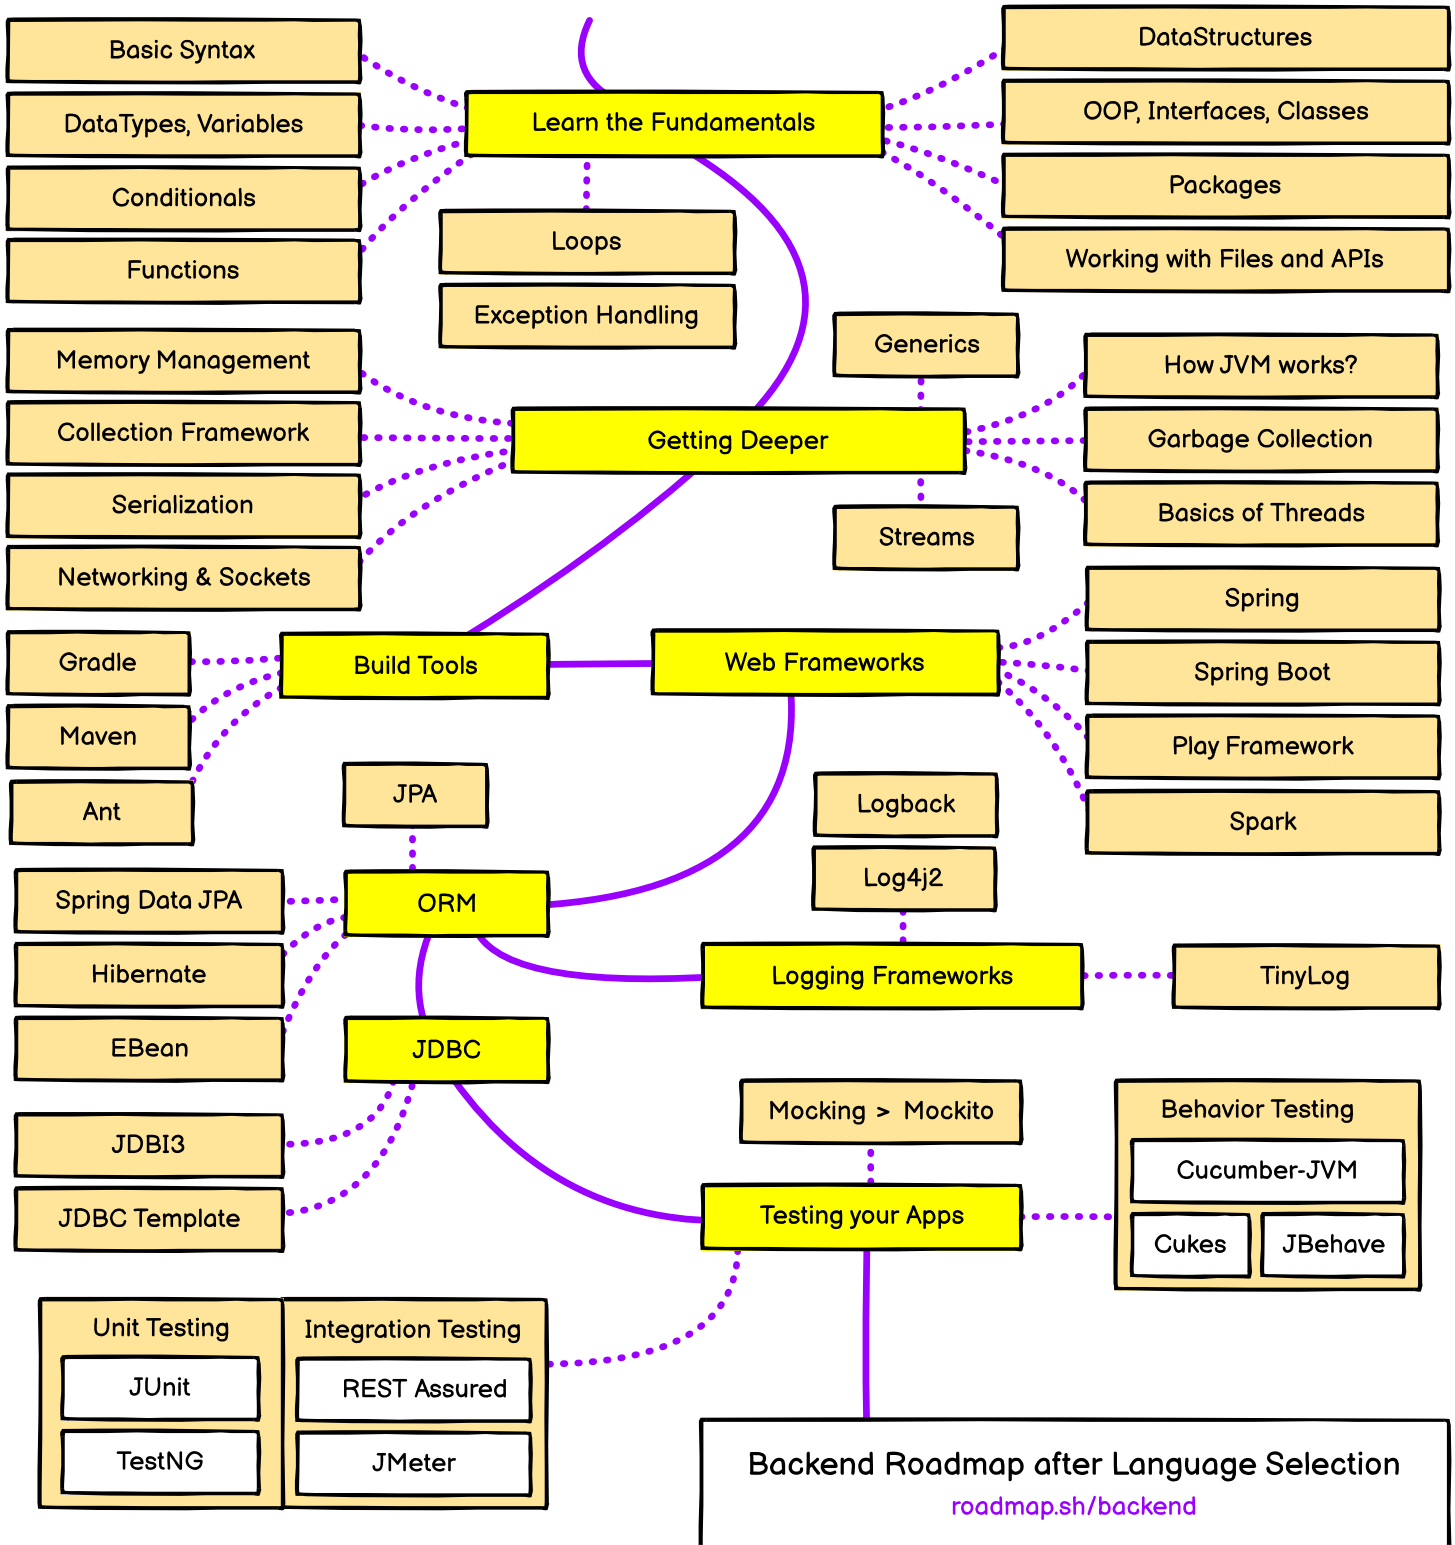 Basic Syntax
DataTypes, Variables
Conditionals
Functions
Learn the Fundamentals
Loops
Exception Handling
DataStructures
OOP, Interfaces, Classes
Packages
Working with Files and APIs
Memory Management
Collection Framework
Serialization
Networking & Sockets
Generics
Getting Deeper
Streams
How JVM works?
Garbage Collection
Basics of Threads
Gradle
Maven
Ant
Build Tools
Web Frameworks
Spring
Spring Boot
Play Framework
Spark
JPA
Spring Data JPA
Hibernate
EBean
ORM
Logback
Log4j2
Logging Frameworks
TinyLog
JDBC
JDBI3
JDBC Template
Mocking > Mockito
Testing your Apps
Behavior Testing
Cucumber-JVM
Cukes
JBehave
Unit Testing
JUnit
TestNG
Integration Testing
REST Assured
JMeter
Backend Roadmap after Language Selection
roadmap.sh/backend